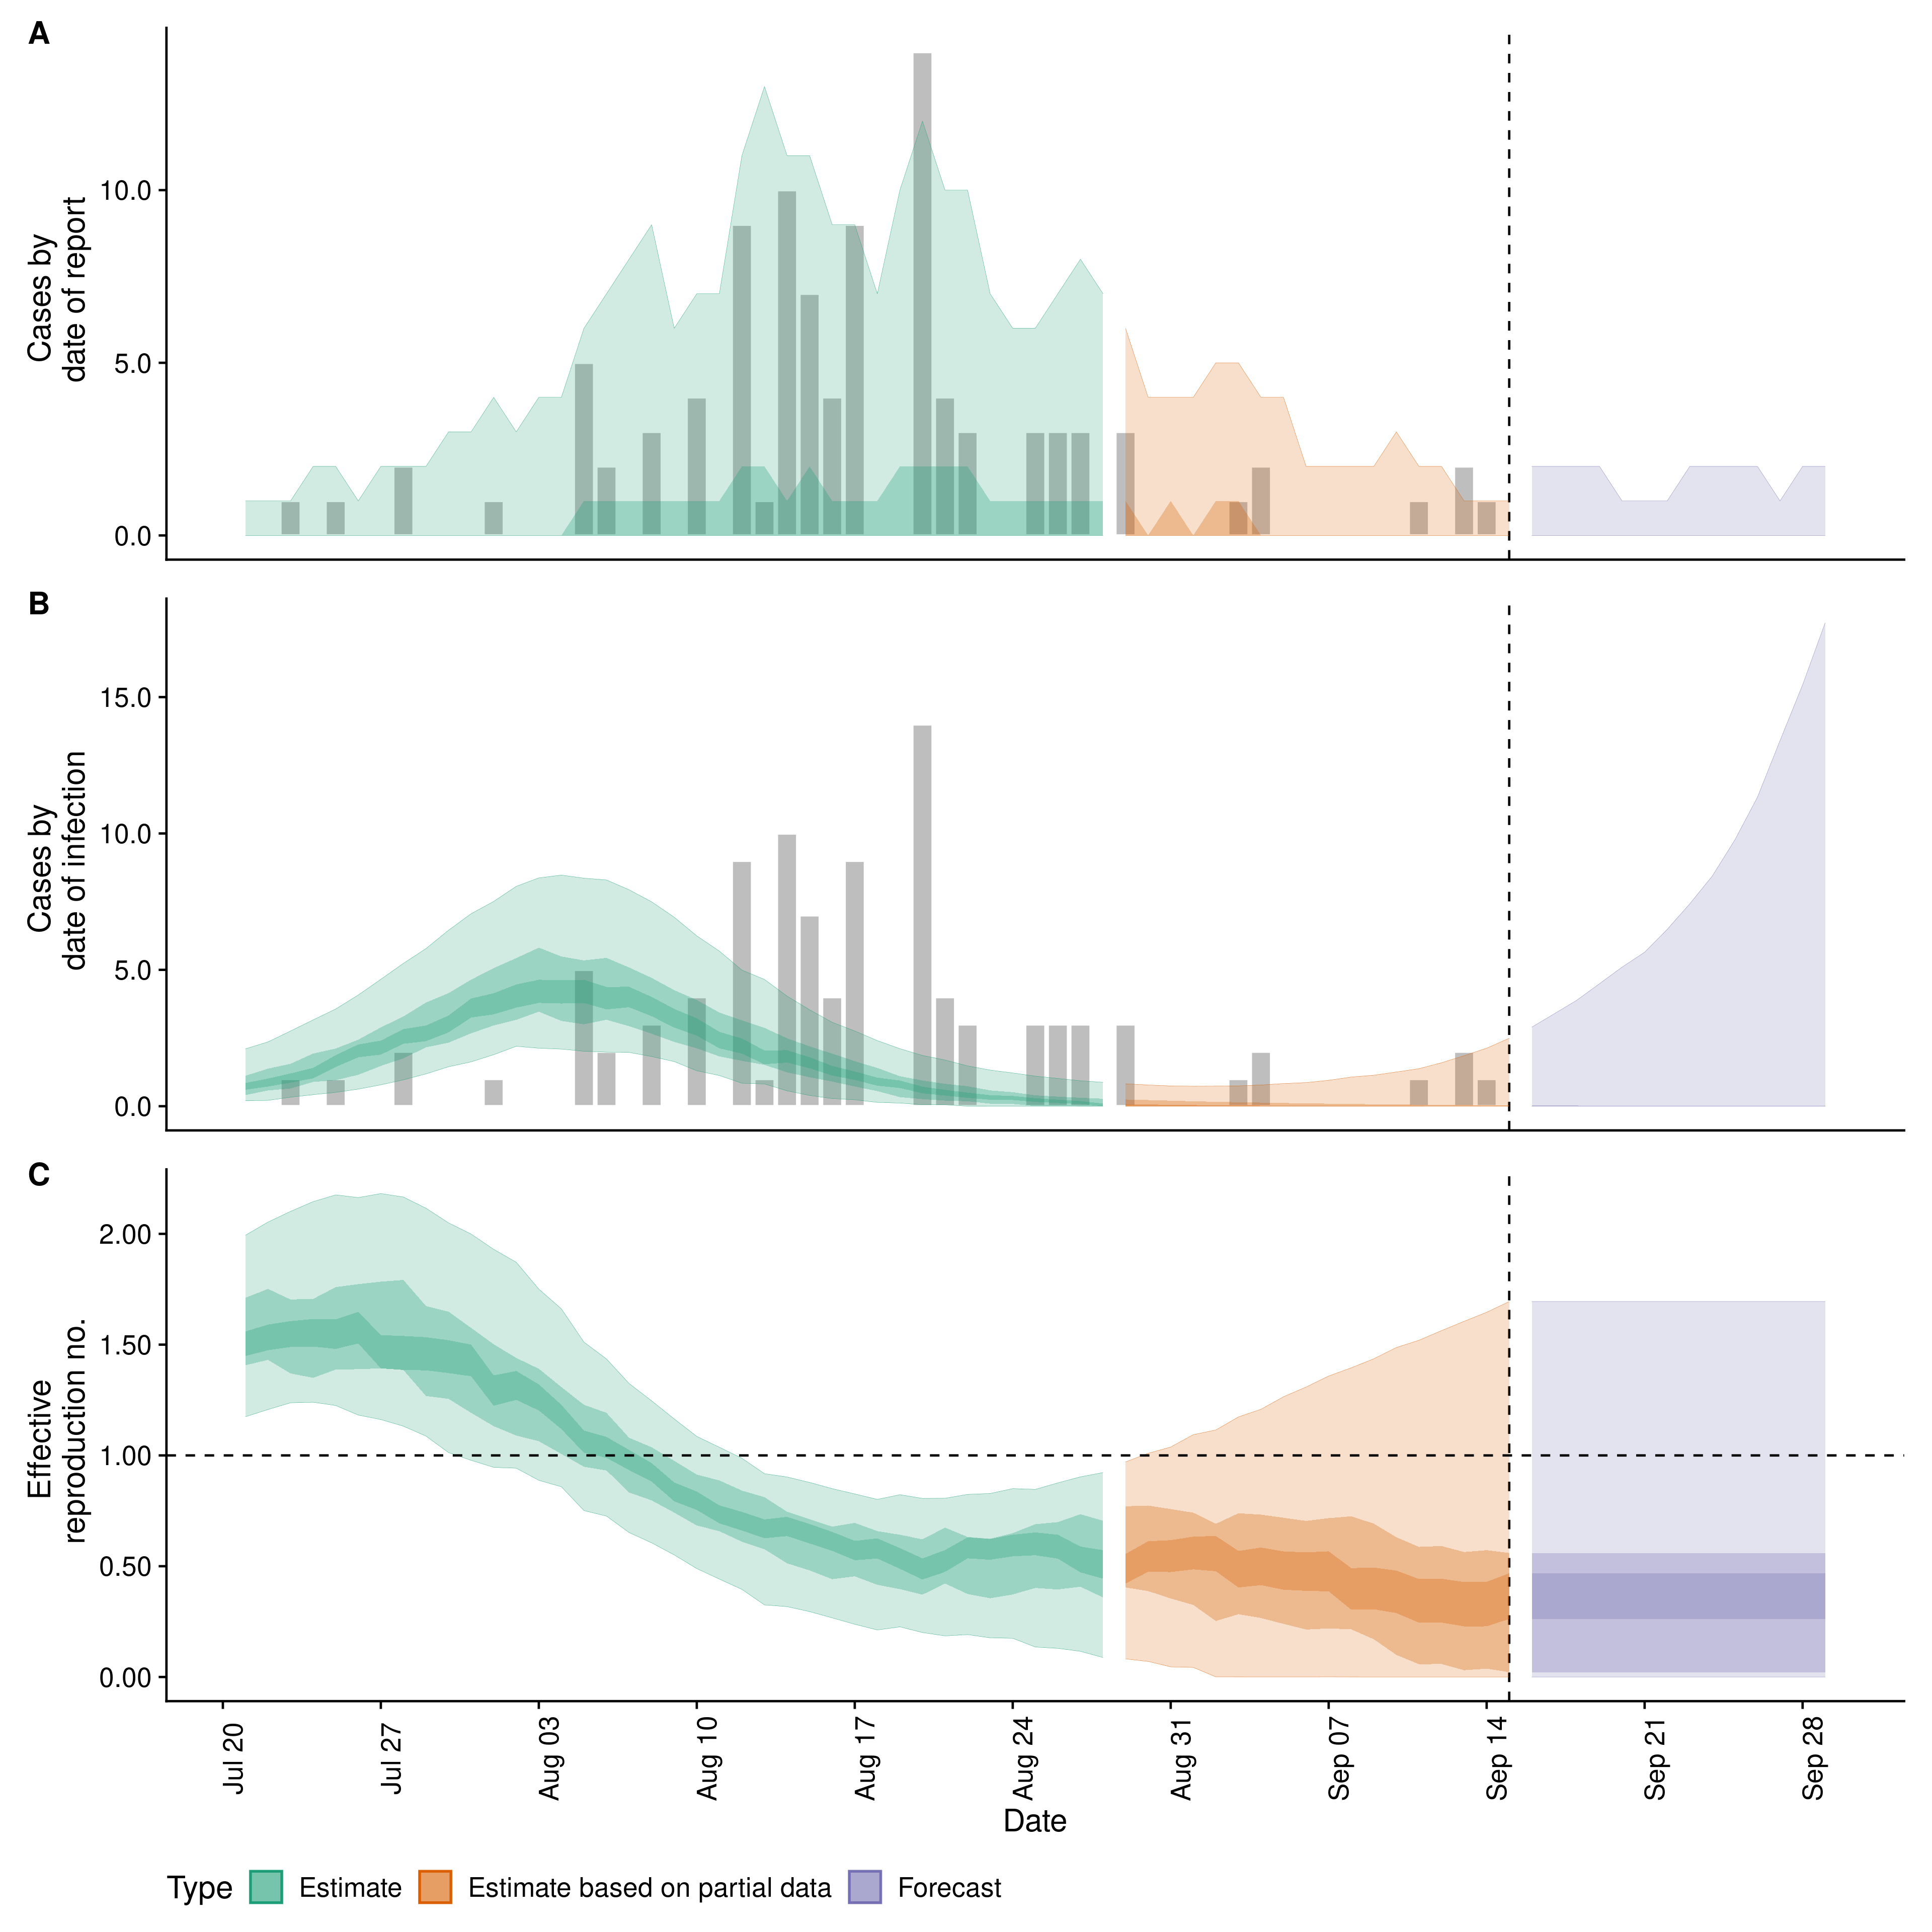 A
Cases by
date of report
10.0
5.0
0.0
B
Cases by
date of infection
15.0
10.0
5.0
0.0
C
Effective
reproduction no.
2.00
1.50
1.00
0.50
0.00
Jul 20
Jul 27
Aug 03
Aug 10
Aug 17
Aug 24
Aug 31
Sep 07
Sep 14
Sep 21
Sep 28
Date
Type Estimate Estimate based on partial data Forecast